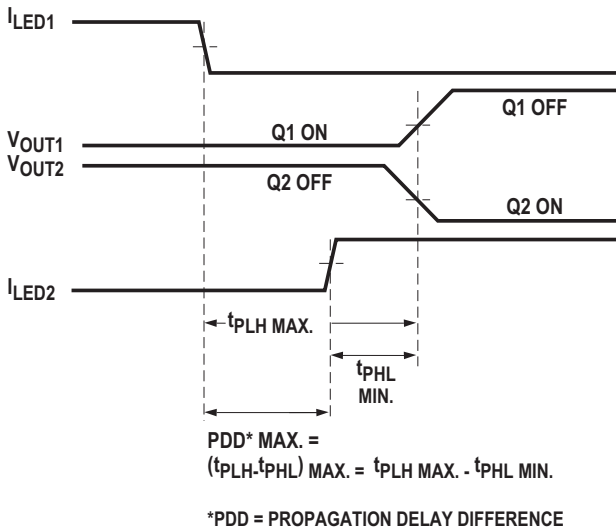 ILED1
Q1 OFF
VOUT1
Q1 ON
VOUT2
Q2 OFF
Q2 ON
ILED2
tPLH MAX.
tPHL
MIN.
PDD* MAX. =
(tPLH-tPHL) MAX. = tPLH MAX. - tPHL MIN.
*PDD = PROPAGATION DELAY DIFFERENCE